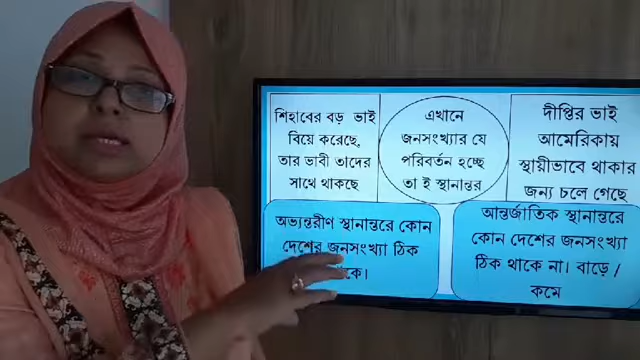 শিহাবের বড় ভাই
বিয়ে করেছে,
তার ভাবী তাদের
সাথে থাকছে
এখানে
জনসংখ্যার যে
পরিবর্তন হচ্ছে
তা ই স্থানান্তর
দীপ্তির ভাই
আমেরিকায়
স্থায়ীভাবে থাকার
জন্য চলে গেছে
অভ্যন্তরীণ স্থানান্তরে কোন
দেশের জনসংখ্যা ঠিক
আন্তর্জাতিক স্থানান্তরে
কোন দেশের জনসংখ্যা
ঠিক থাকে না। বাড়ে /
কমে